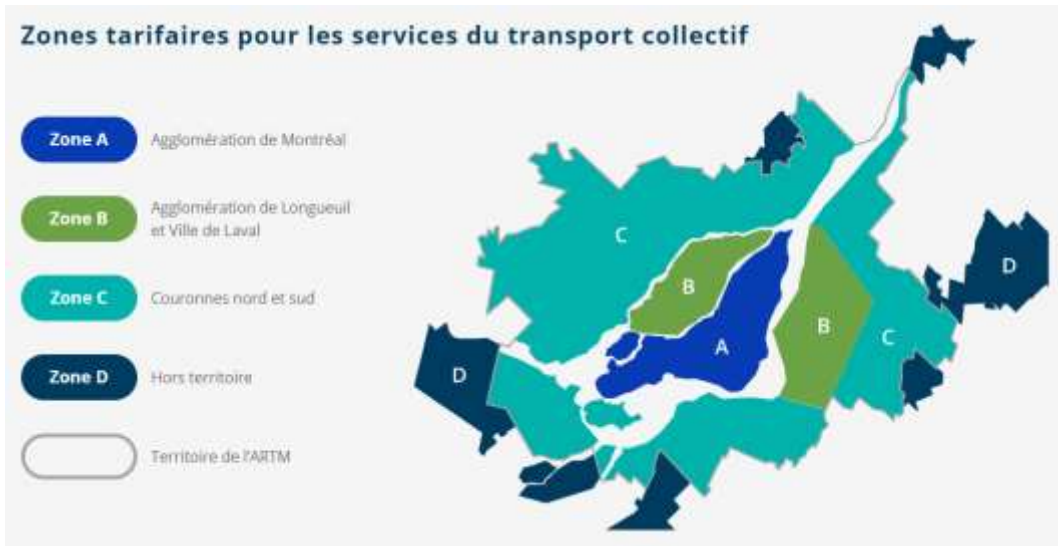 Zones tarifaires pour les services du transport collectif
Zone A
Agglomération de Montréal
Zone B
Agglomération de Longueuil
et Ville de Laval
Zone C
Couronnes nord et sud
Zone D
Hors territoire
Territoire de l'ARTM
C
D
B
A
B
C
D